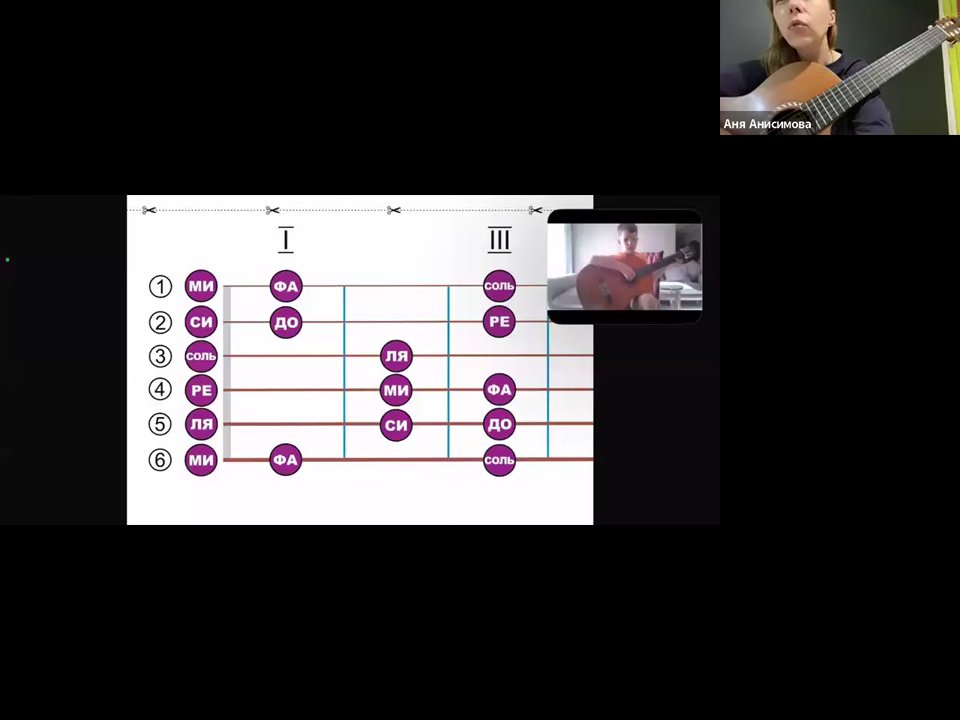 Аня Анисимова
I III
1 МИ ФА СОЛЬ
2 СИ ДО РЕ
3 СОЛЬ ЛЯ
4 РЕ МИ ФА
5 ЛЯ СИ ДО
6 МИ ФА СОЛЬ